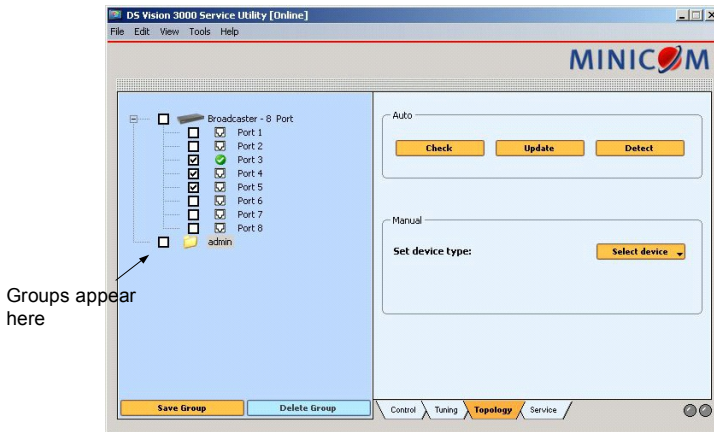 DS Vision 3000 Service Utility [Online]
File Edit View Tools Help
MINICOM
Broadcaster - 8 Port
Port 1
Port 2
Port 3
Port 4
Port 5
Port 6
Port 7
Port 8
admin
Groups appear
here
Save Group Delete Group
Auto
Check Update Detect
Manual
Set device type: Select device
Control Tuning Topology Service